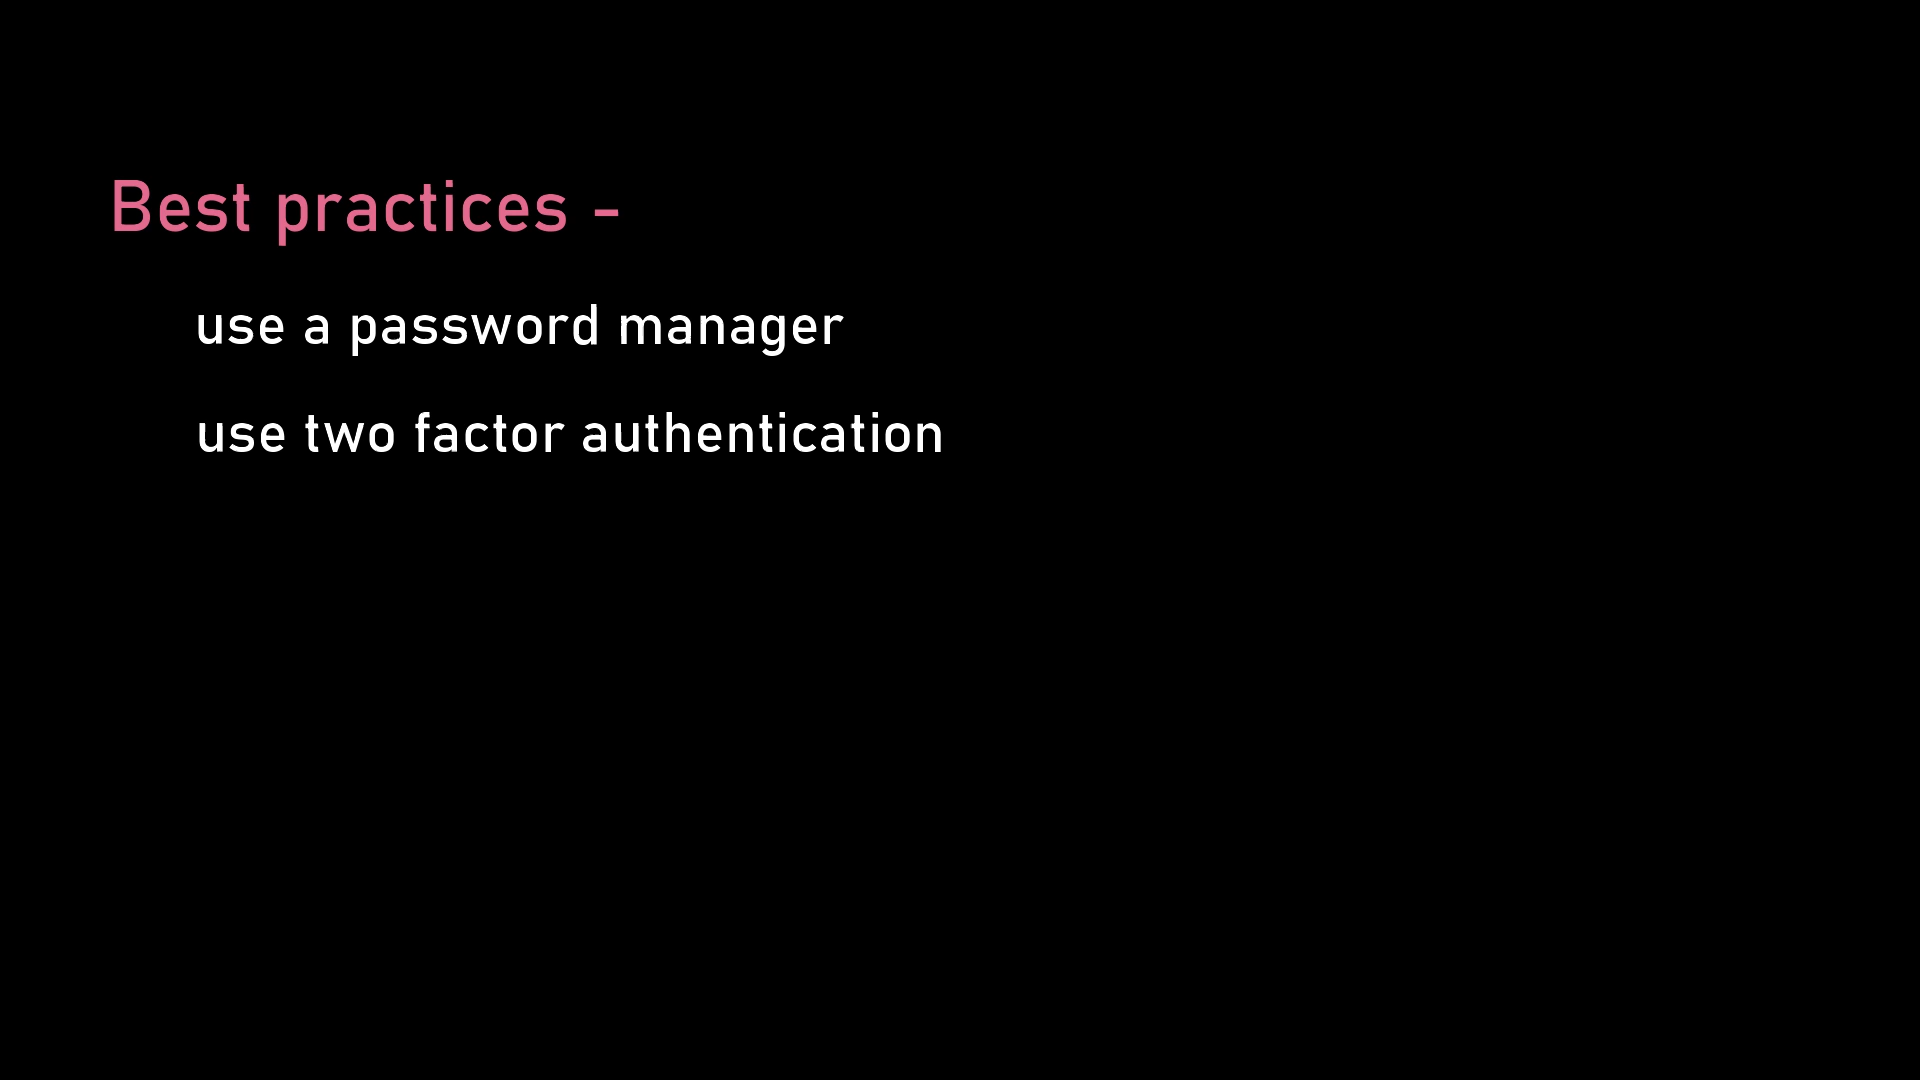 Best practices -
use a password manager
use two factor authentication